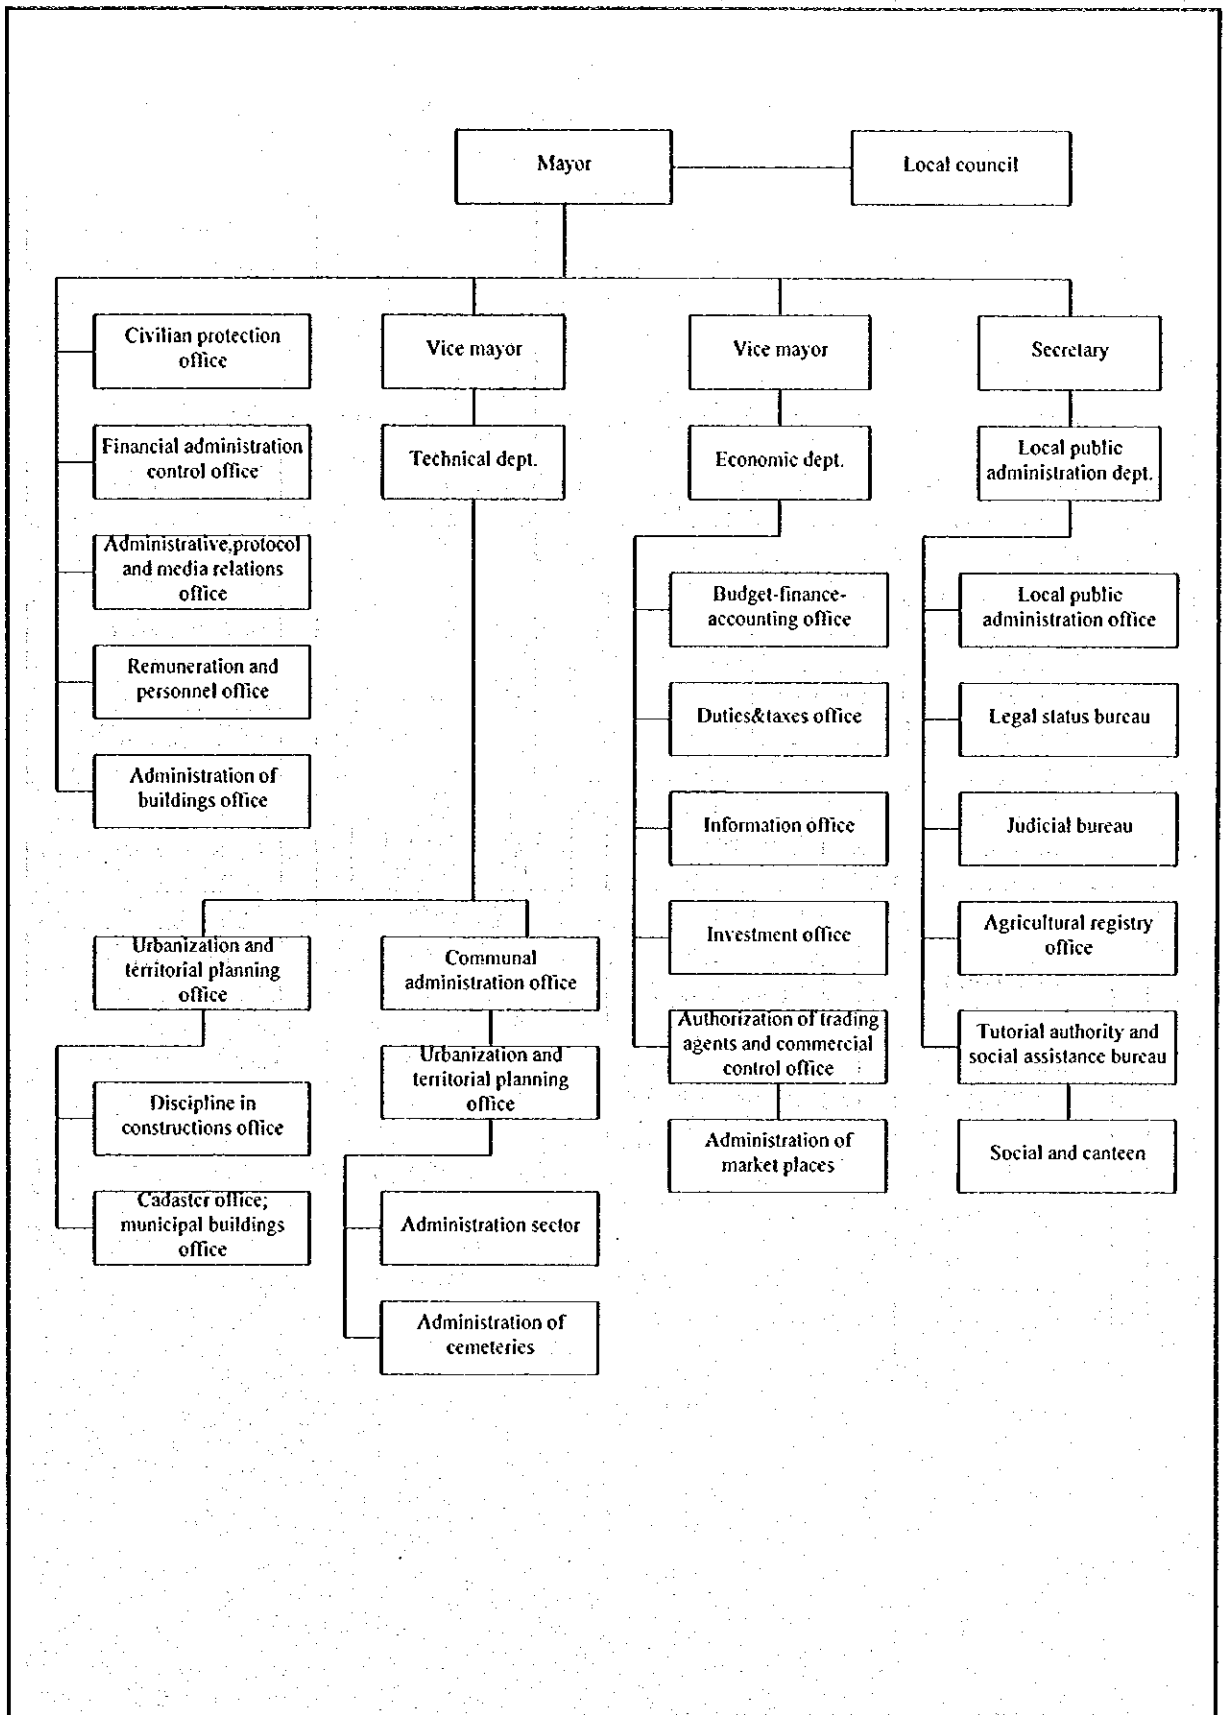 Mayor
Local council
Civilian protection
office
Vice mayor
Vice mayor
Secretary
Financial administration
control office
Technical dept.
Economic dept.
Local public
administration dept.
Administrative,protocol
and media relations
office
Budget-finance-
accounting office
Local public
administration office
Remuneration and
personnel office
Duties&taxes office
Legal status bureau
Administration of
buildings office
Information office
Judicial bureau
Urbanization and
territorial planning
office
Communal
administration office
Investment office
Agricultural registry
office
Authorization of trading
agents and commercial
control office
Tutorial authority and
social assistance bureau
Urbanization and
territorial planning
office
Discipline in
constructions office
Administration of
market places
Social and canteen
Cadaster office;
municipal buildings
office
Administration sector
Administration of
cemeteries